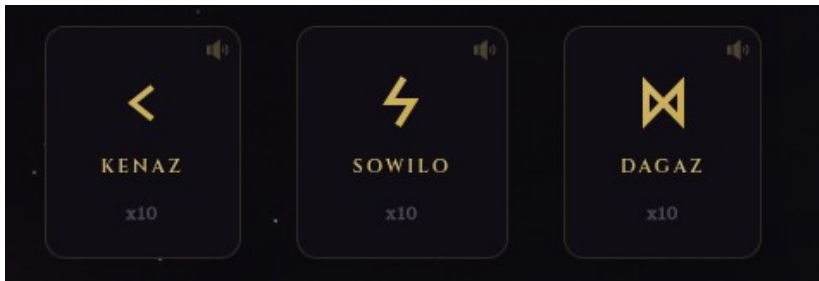 ᚲ ᛋ ᛞ
KENAZ SOWILO DAGAZ
x10 x10 x10